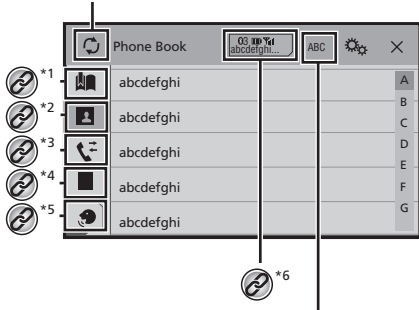 Phone Book 03 abcdefghi... ABC
*1 abcdefghi A
B
*2 abcdefghi C
*3 abcdefghi D
E
*4 abcdefghi F
*5 abcdefghi G
*6